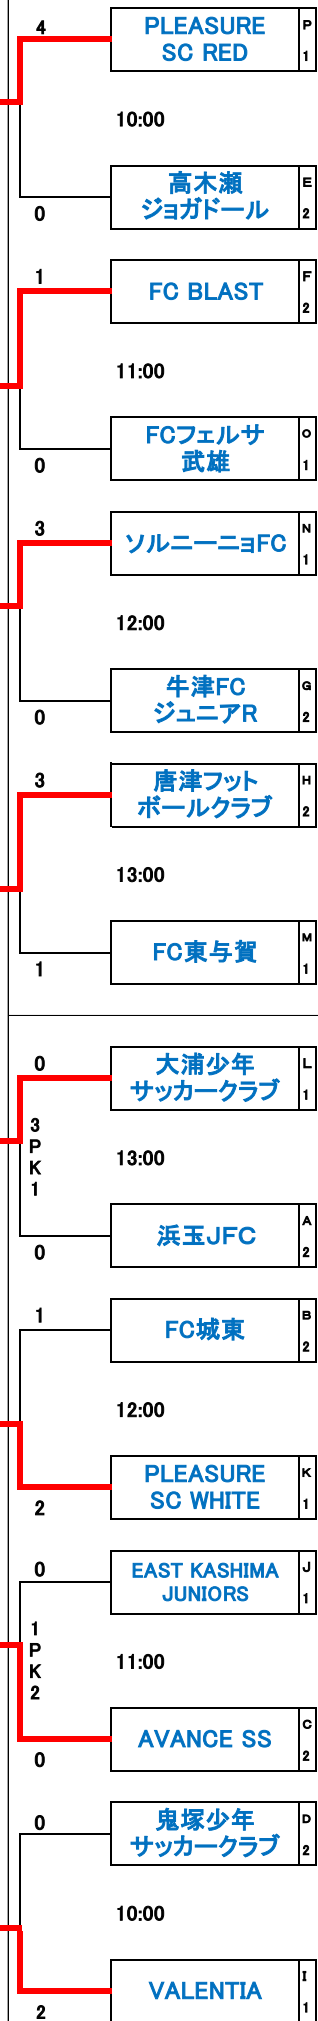 4
PLEASURE
SC RED
P
1
10:00
高木瀬
ジョガドール
E
2
0
1
FC BLAST
F
2
11:00
FCフェルサ
武雄
O
1
0
3
ソルニーニョFC
N
1
12:00
牛津FC
ジュニアR
G
2
0
3
唐津フット
ボールクラブ
H
2
13:00
FC東与賀
M
1
1
0
大浦少年
サッカークラブ
L
1
3
P
K
1
13:00
浜玉JFC
A
2
0
1
FC城東
B
2
12:00
PLEASURE
SC WHITE
K
1
2
0
EAST KASHIMA
JUNIORS
J
1
1
P
K
2
11:00
AVANCE SS
C
2
0
0
鬼塚少年
サッカークラブ
D
2
10:00
VALENTIA
I
1
2